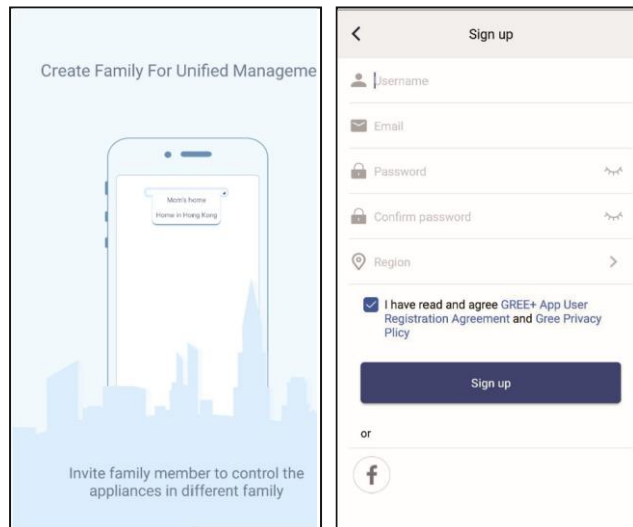 Create Family For Unified Manageme
Mom's home
Home in Hong Kong
Invite family member to control the
appliances in different family
Sign up
Username
Email
Password
Confirm password
Region
I have read and agree GREE+ App User
Registration Agreement and Gree Privacy
Plicy
Sign up
or
f